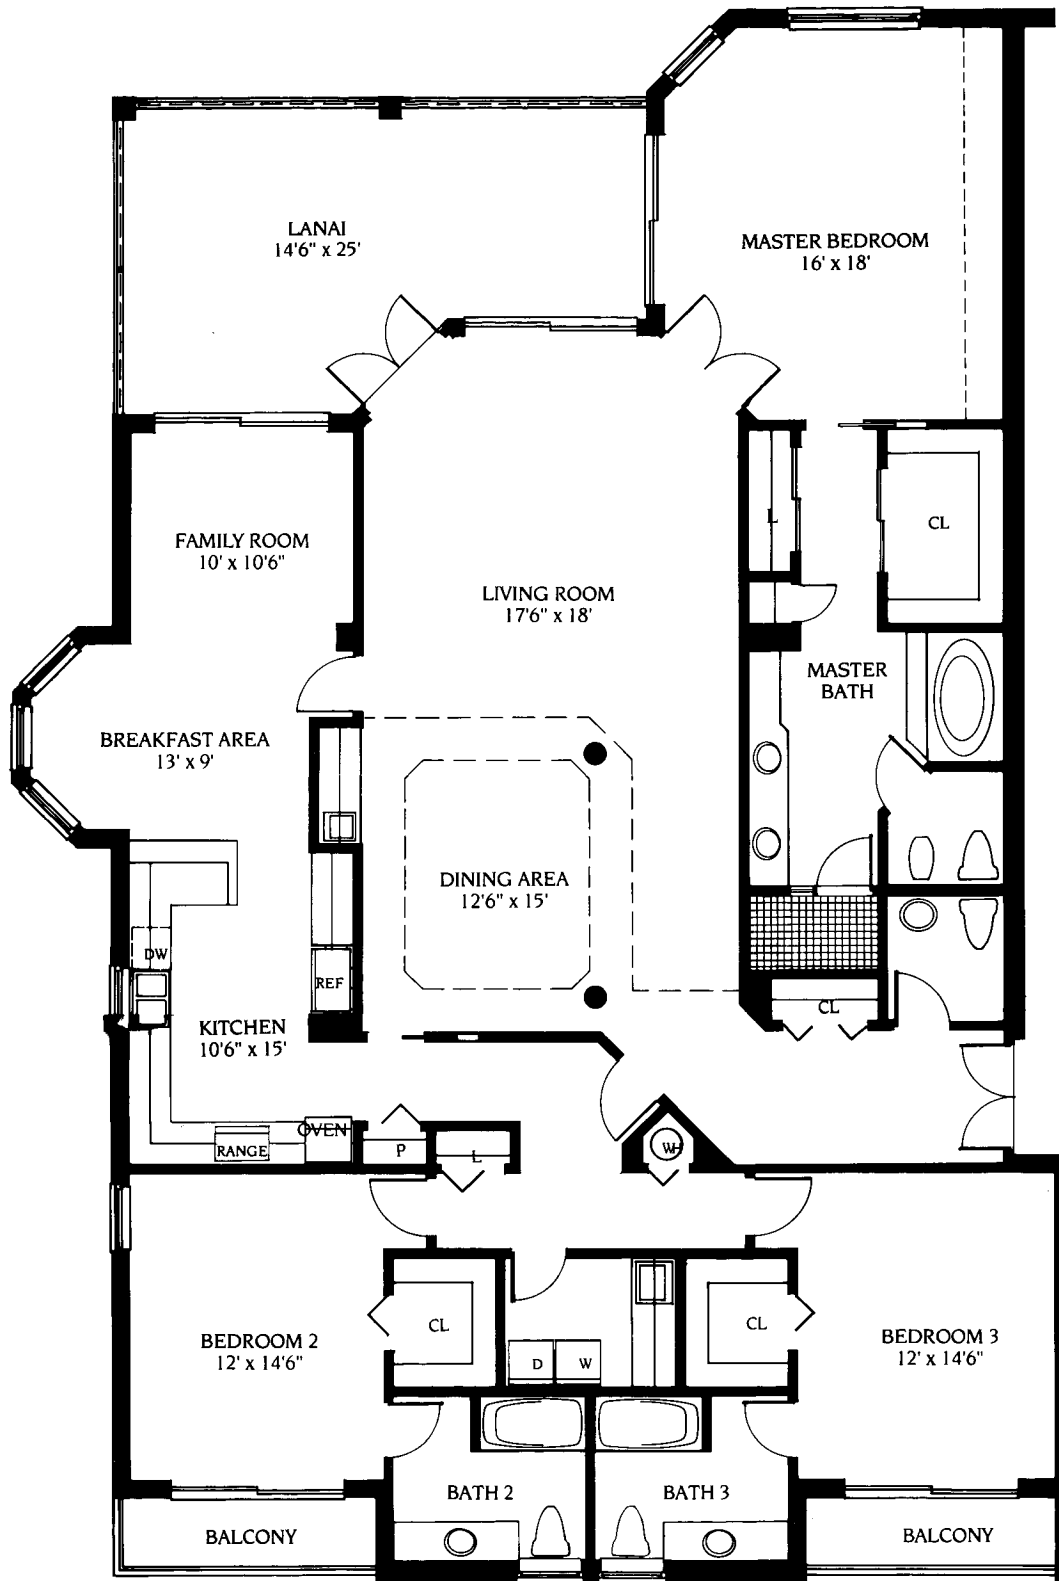 LANAI
14'6" x 25'
MASTER BEDROOM
16' x 18'
FAMILY ROOM
10' x 10'6"
L
CL
LIVING ROOM
17'6" x 18'
MASTER
BATH
BREAKFAST AREA
13' x 9'
DINING AREA
12'6" x 15'
DW
REF
CL
KITCHEN
10'6" x 15'
OVEN
RANGE
P
L
WH
BEDROOM 2
12' x 14'6"
CL
D
W
CL
BEDROOM 3
12' x 14'6"
BATH 2
BATH 3
BALCONY
BALCONY